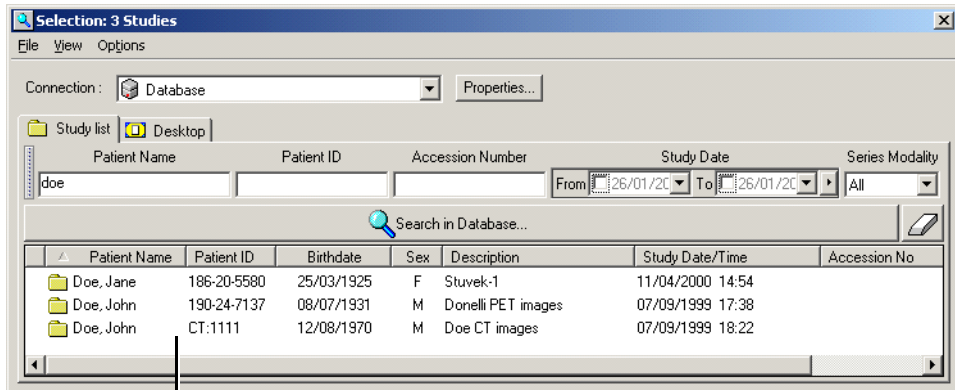 Selection: 3 Studies
File View Options
Connection : Database Properties...
Study list Desktop
Patient Name Patient ID Accession Number Study Date Series Modality
doe From 26/01/20 To 26/01/20 All
Search in Database...
Patient Name Patient ID Birthdate Sex Description Study Date/Time Accession No
Doe, Jane 186-20-5580 25/03/1925 F Stuvek-1 11/04/2000 14:54
Doe, John 190-24-7137 08/07/1931 M Donelli PET images 07/09/1999 17:38
Doe, John CT:1111 12/08/1970 M Doe CT images 07/09/1999 18:22